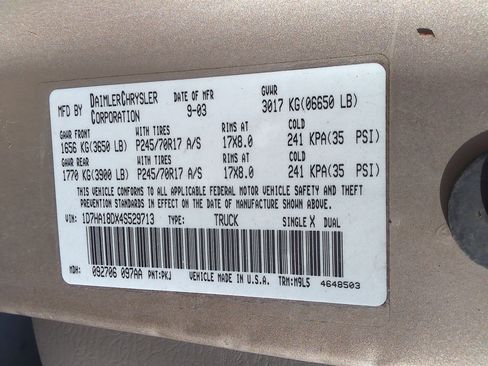 MFD BY DAIMLERCHRYSLER CORPORATION DATE OF MFR 9-03 GVWR 3017 KG(06650 LB)
GAWR FRONT WITH TIRES RIMS AT COLD
1656 KG(3650 LB) P245/70R17 A/S 17X8.0 241 KPA(35 PSI)
GAWR REAR WITH TIRES RIMS AT COLD
1770 KG(3900 LB) P245/70R17 A/S 17X8.0 241 KPA(35 PSI)
THIS VEHICLE CONFORMS TO ALL APPLICABLE FEDERAL MOTOR VEHICLE SAFETY AND THEFT
PREVENTION STANDARDS IN EFFECT ON THE DATE OF MANUFACTURE SHOWN ABOVE.
VIN: 1D7HA18DX4S529713 TYPE: TRUCK SINGLE X DUAL
MDH: 092706 097AA PNT:PKJ VEHICLE MADE IN U.S.A. TRM:M9L5 4648503